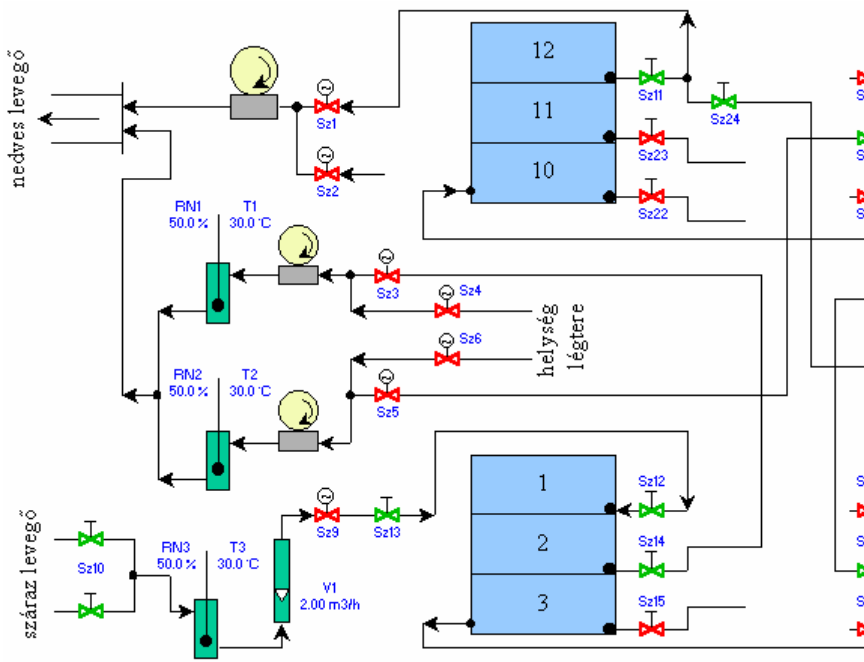 nedves levegő
Sz1
Sz2
12
11
10
Sz11
Sz24
Sz23
Sz22
RN1
50.0 %
T1
30.0 °C
Sz3
Sz4
Sz6
Sz5
helység
légtere
RN2
50.0 %
T2
30.0 °C
száraz levegő
Sz10
RN3
50.0 %
T3
30.0 °C
V1
2.00 m3/h
Sz9
Sz13
1
2
3
Sz12
Sz14
Sz15
S
S
S
S
S
S